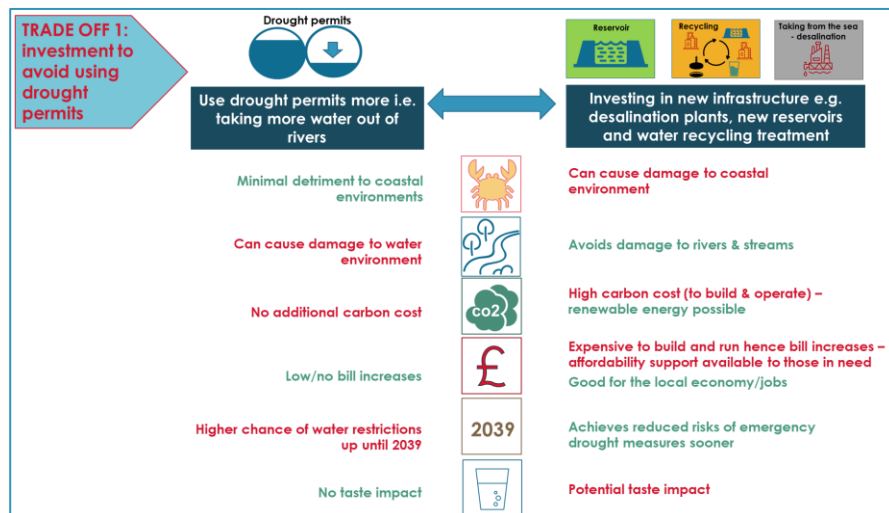 TRADE OFF 1:
investment to
avoid using
drought
permits
Drought permits
Reservoir
Recycling
Taking from the sea
- desalination
Use drought permits more i.e.
taking more water out of
rivers
Investing in new infrastructure e.g.
desalination plants, new reservoirs
and water recycling treatment
Minimal detriment to coastal
environments
Can cause damage to coastal
environment
Can cause damage to water
environment
Avoids damage to rivers & streams
No additional carbon cost
co2
High carbon cost (to build & operate) –
renewable energy possible
Low/no bill increases
£
Expensive to build and run hence bill increases –
affordability support available to those in need
Good for the local economy/jobs
Higher chance of water restrictions
up until 2039
2039
Achieves reduced risks of emergency
drought measures sooner
No taste impact
Potential taste impact